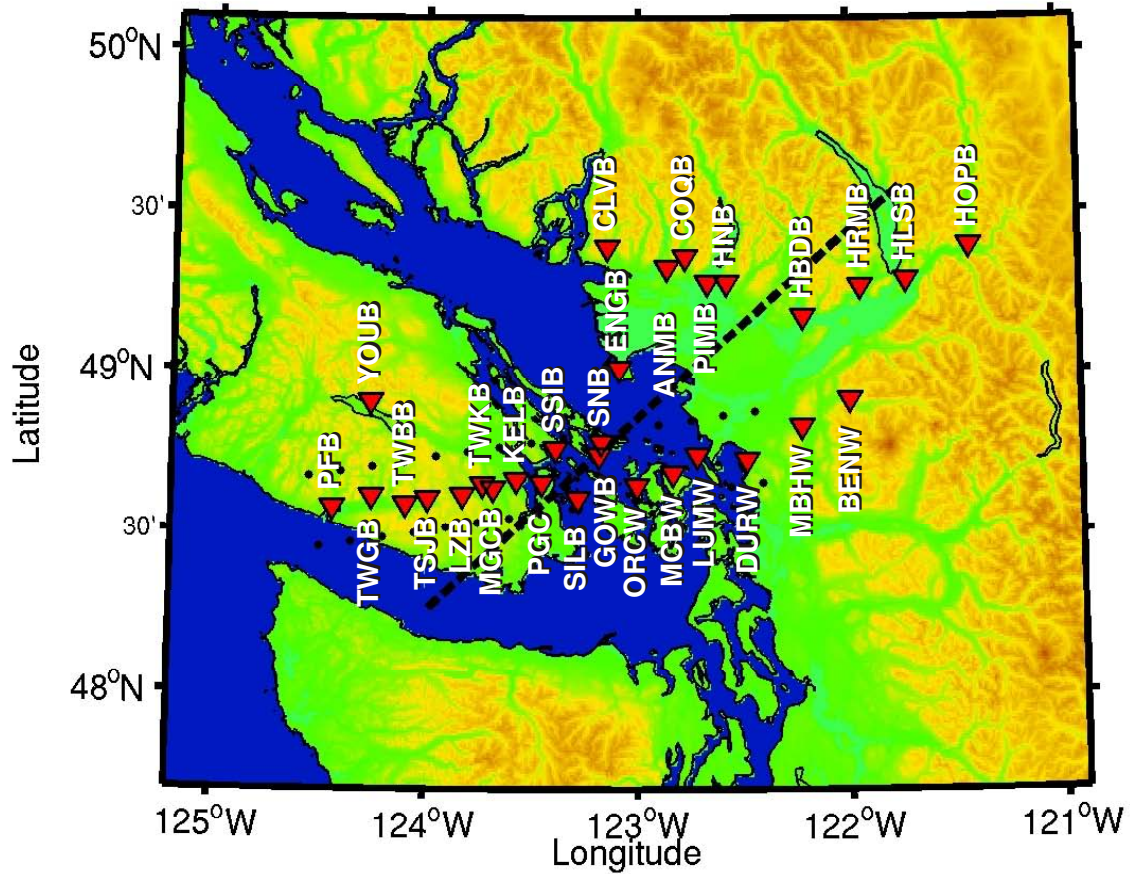 50°N
30'
49°N
30'
48°N
Latitude
CLVB
COQB
HNB
HOPB
HLSB
HRMB
HBDB
ENGB
ANMB
PIMB
YOUB
TWKB
KELB
SSIB
SNB
PFB
TWBB
TWGB
TSJB
LZB
MGCB
PGC
SILB
GOWB
ORCW
MCBW
LUMW
DURW
MBHW
BENW
125°W
124°W
123°W
122°W
121°W
Longitude